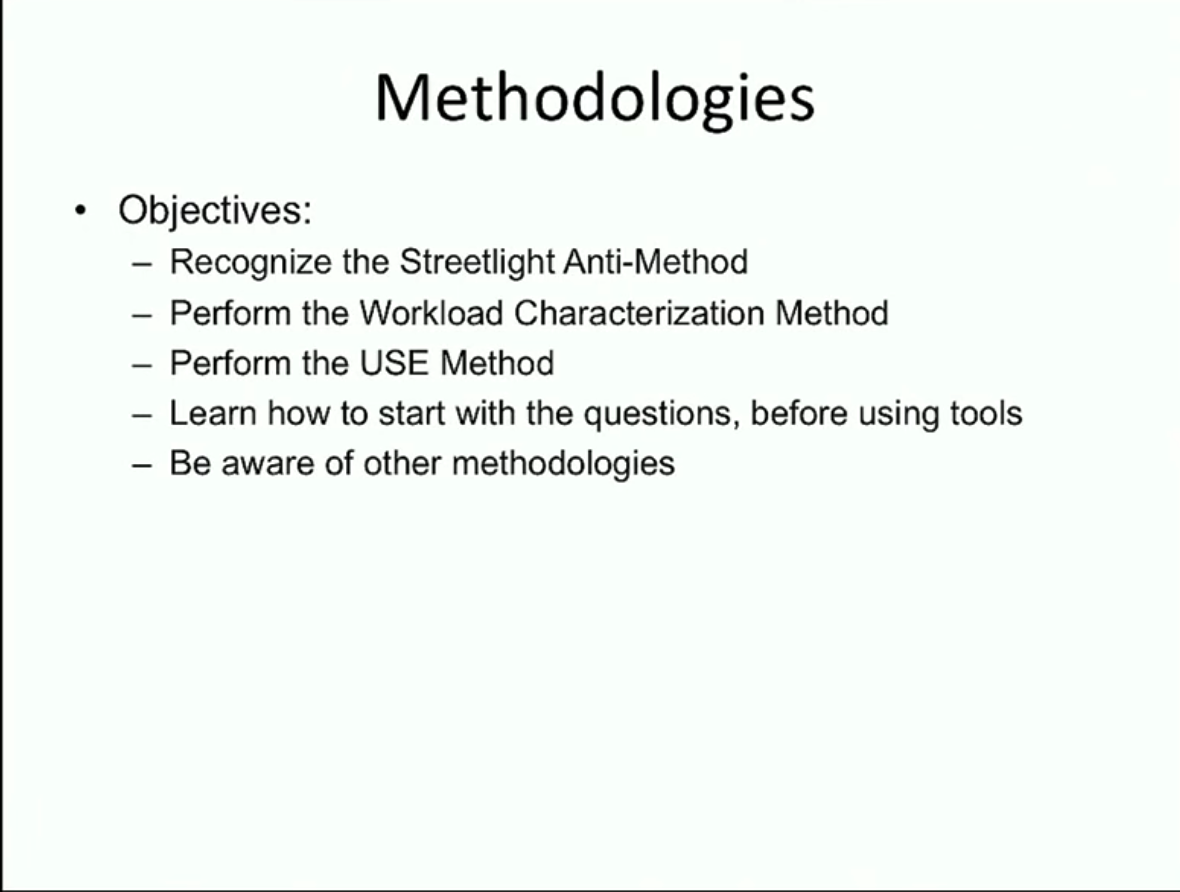 Methodologies
• Objectives:
– Recognize the Streetlight Anti-Method
– Perform the Workload Characterization Method
– Perform the USE Method
– Learn how to start with the questions, before using tools
– Be aware of other methodologies